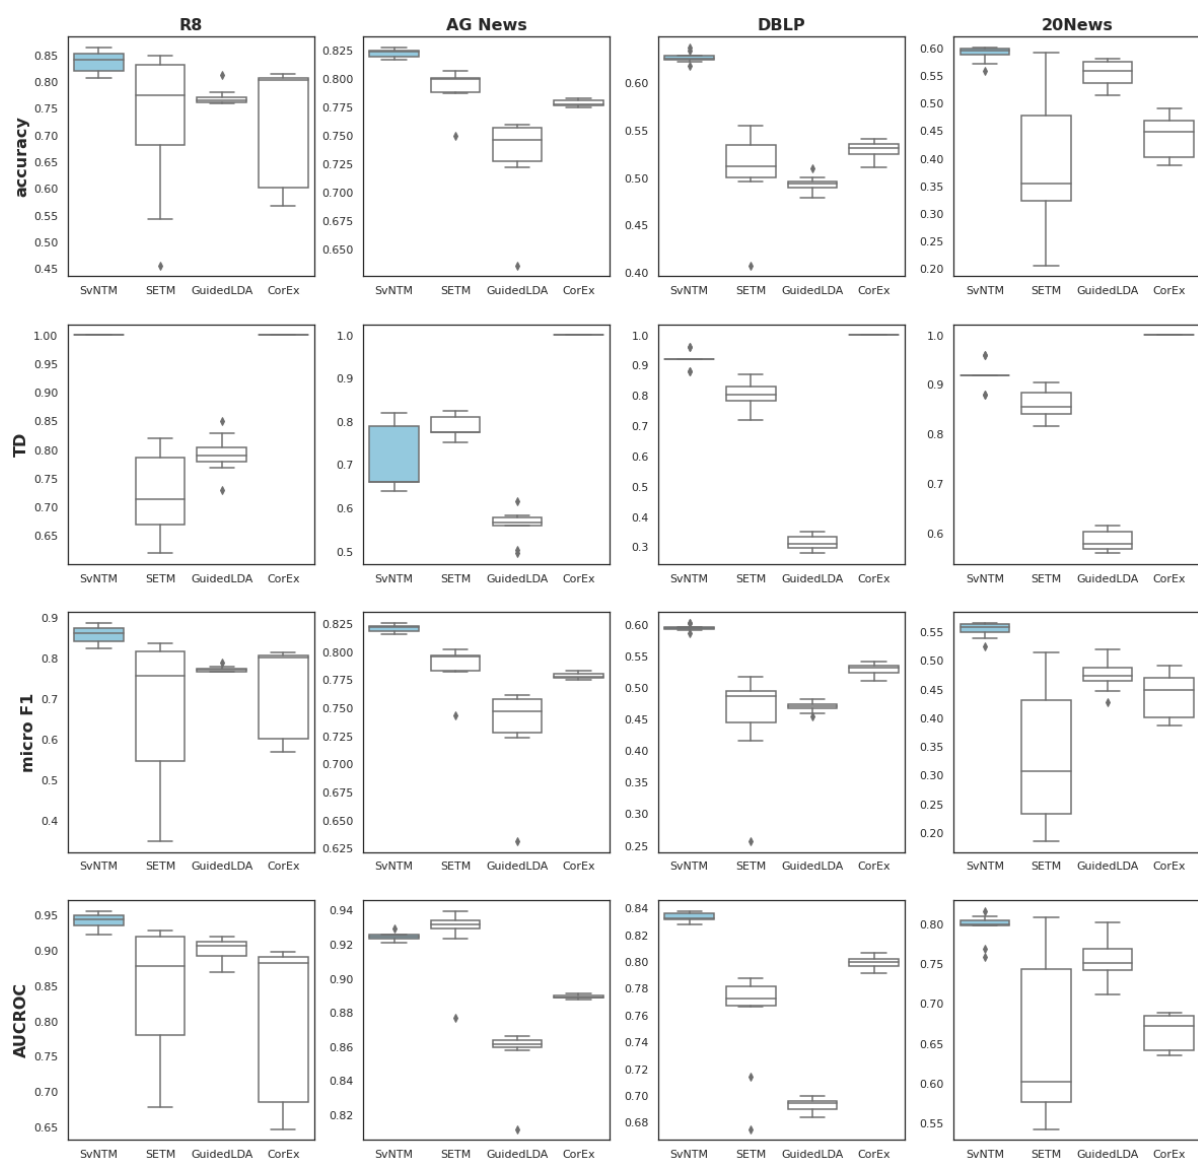 R8 AG News DBLP 20News
accuracy
0.85 0.80 0.75 0.70 0.65 0.60 0.55 0.50 0.45
0.825 0.800 0.775 0.750 0.725 0.700 0.675 0.650
0.60 0.55 0.50 0.45 0.40
0.60 0.55 0.50 0.45 0.40 0.35 0.30 0.25 0.20
SvNTM SETM GuidedLDA CorEx SvNTM SETM GuidedLDA CorEx SvNTM SETM GuidedLDA CorEx SvNTM SETM GuidedLDA CorEx
TD
1.00 0.95 0.90 0.85 0.80 0.75 0.70 0.65
1.0 0.9 0.8 0.7 0.6 0.5
1.0 0.9 0.8 0.7 0.6 0.5 0.4 0.3
1.0 0.9 0.8 0.7 0.6
SvNTM SETM GuidedLDA CorEx SvNTM SETM GuidedLDA CorEx SvNTM SETM GuidedLDA CorEx SvNTM SETM GuidedLDA CorEx
micro F1
0.9 0.8 0.7 0.6 0.5 0.4
0.825 0.800 0.775 0.750 0.725 0.700 0.675 0.650 0.625
0.60 0.55 0.50 0.45 0.40 0.35 0.30 0.25
0.55 0.50 0.45 0.40 0.35 0.30 0.25 0.20
SvNTM SETM GuidedLDA CorEx SvNTM SETM GuidedLDA CorEx SvNTM SETM GuidedLDA CorEx SvNTM SETM GuidedLDA CorEx
AUCROC
0.95 0.90 0.85 0.80 0.75 0.70 0.65
0.94 0.92 0.90 0.88 0.86 0.84 0.82
0.84 0.82 0.80 0.78 0.76 0.74 0.72 0.70 0.68
0.80 0.75 0.70 0.65 0.60 0.55
SvNTM SETM GuidedLDA CorEx SvNTM SETM GuidedLDA CorEx SvNTM SETM GuidedLDA CorEx SvNTM SETM GuidedLDA CorEx